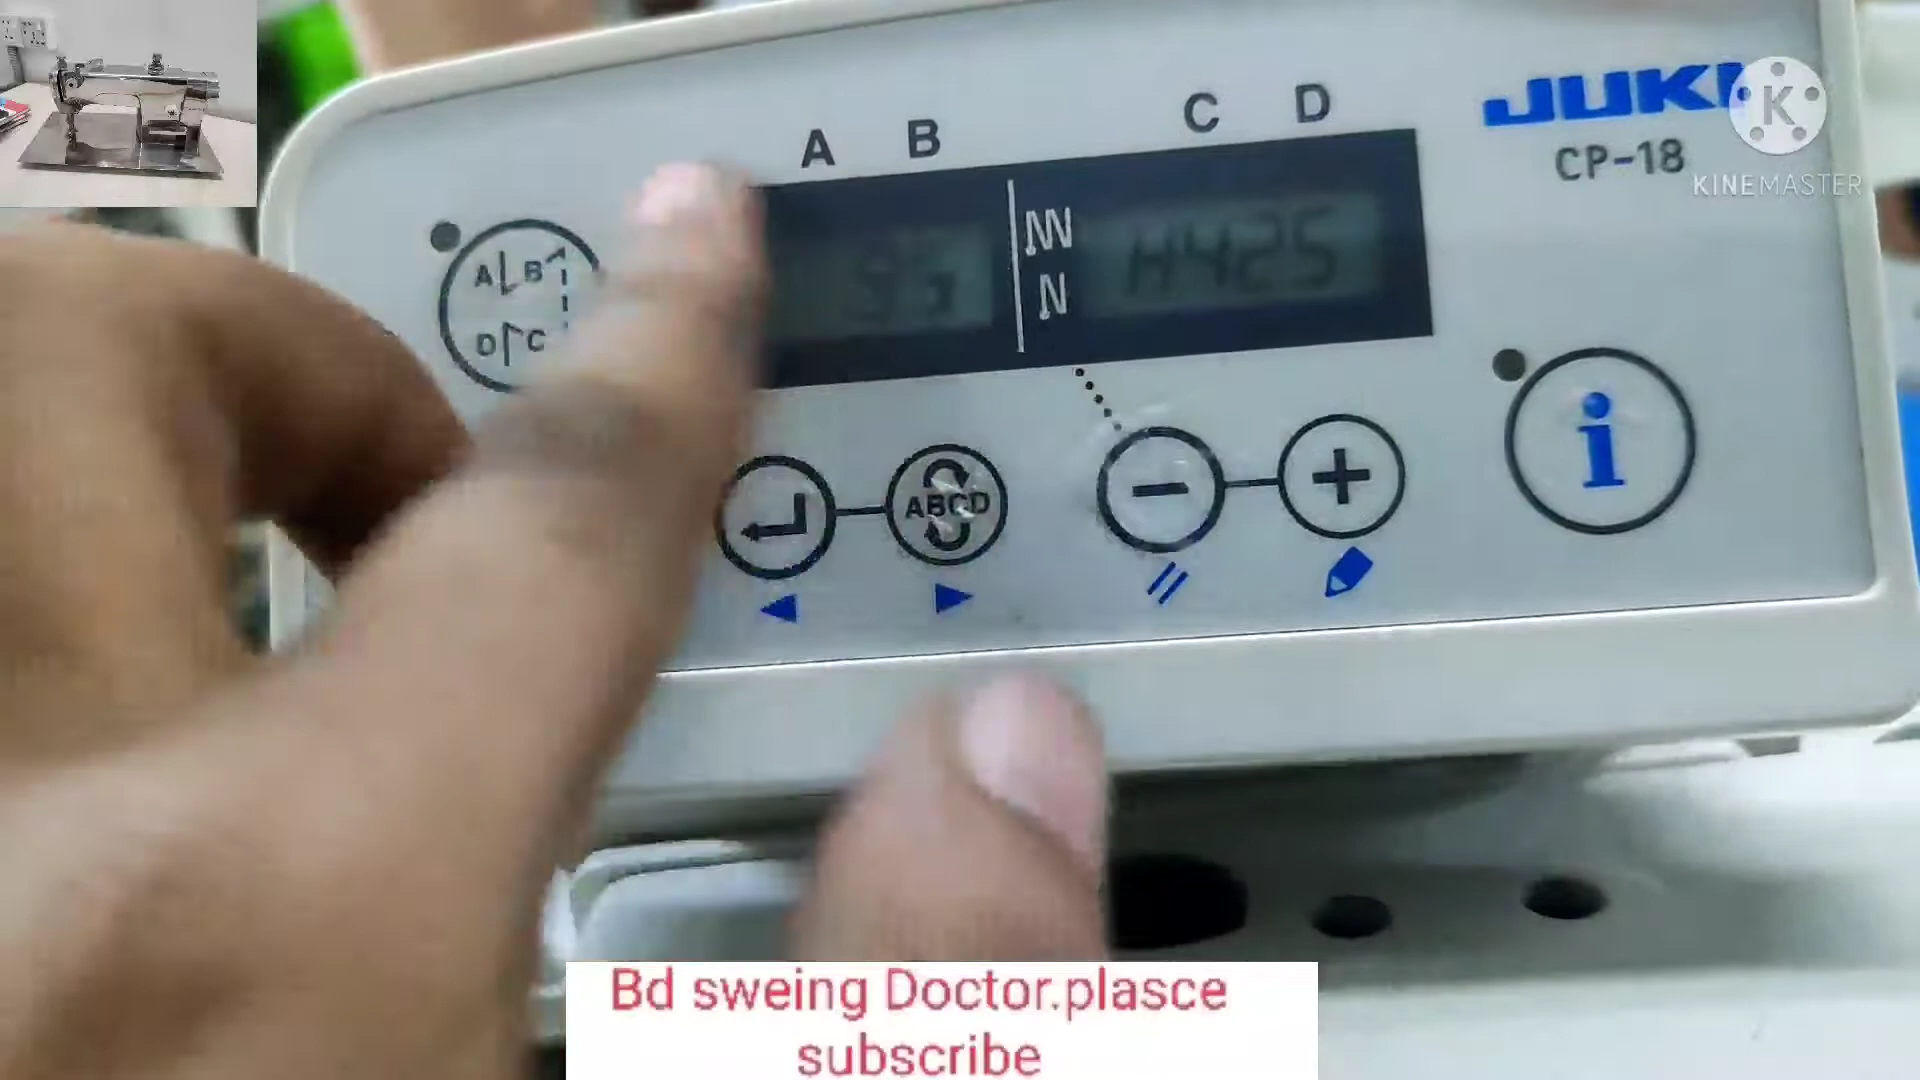 A B C D
JUKI
CP-18
K
KINEMASTER
A B
D C
H425
ABCD
i
Bd sweing Doctor.plasce
subscribe